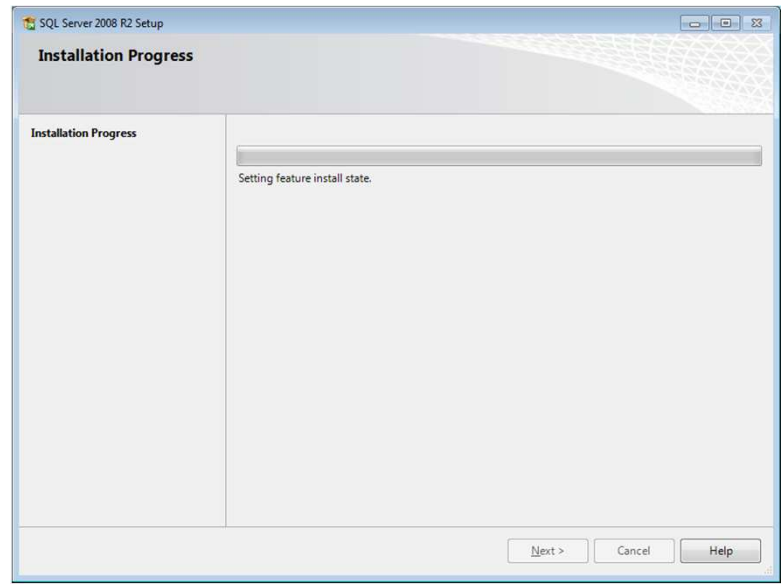 SQL Server 2008 R2 Setup
Installation Progress
Installation Progress
Setting feature install state.
Next >
Cancel
Help